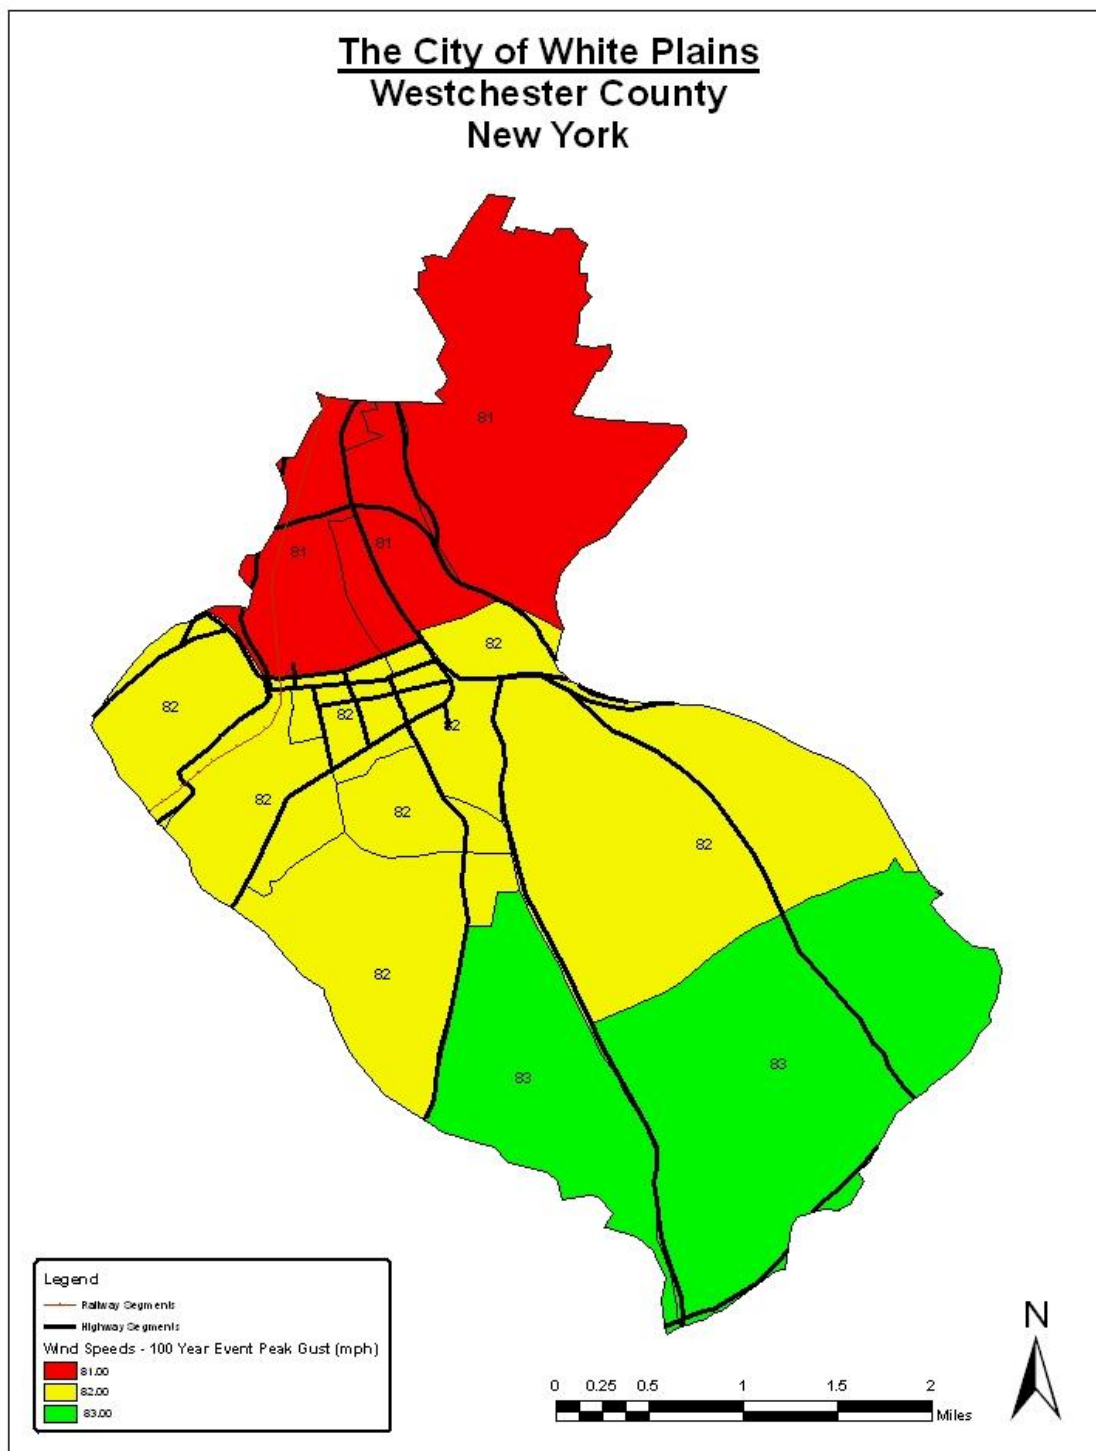 The City of White Plains
Westchester County
New York
81
81
81
82
82
82
82
82
82
82
82
83
83
Legend
Railway Segments
Highway Segments
Wind Speeds - 100 Year Event Peak Gust (mph)
81.00
82.00
83.00
N
0 0.25 0.5 1 1.5 2
Miles